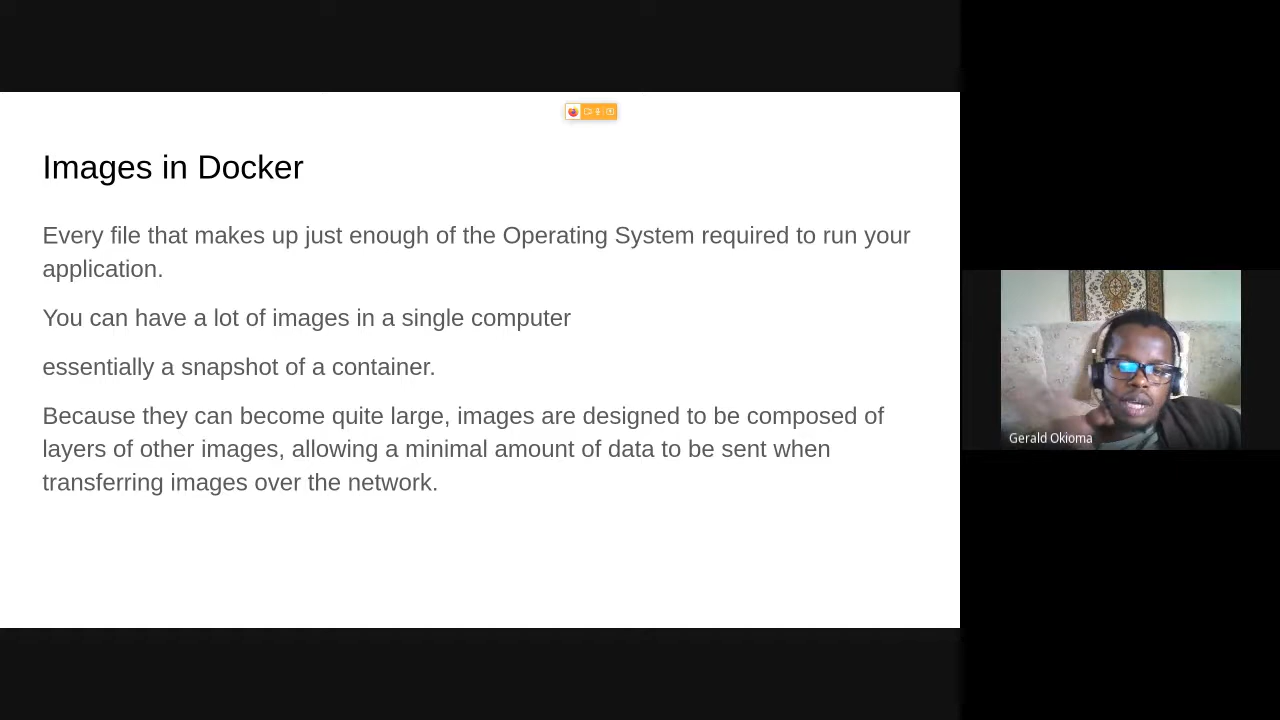 Images in Docker
Every file that makes up just enough of the Operating System required to run your
application.
You can have a lot of images in a single computer
essentially a snapshot of a container.
Because they can become quite large, images are designed to be composed of
layers of other images, allowing a minimal amount of data to be sent when
transferring images over the network.
Gerald Okioma